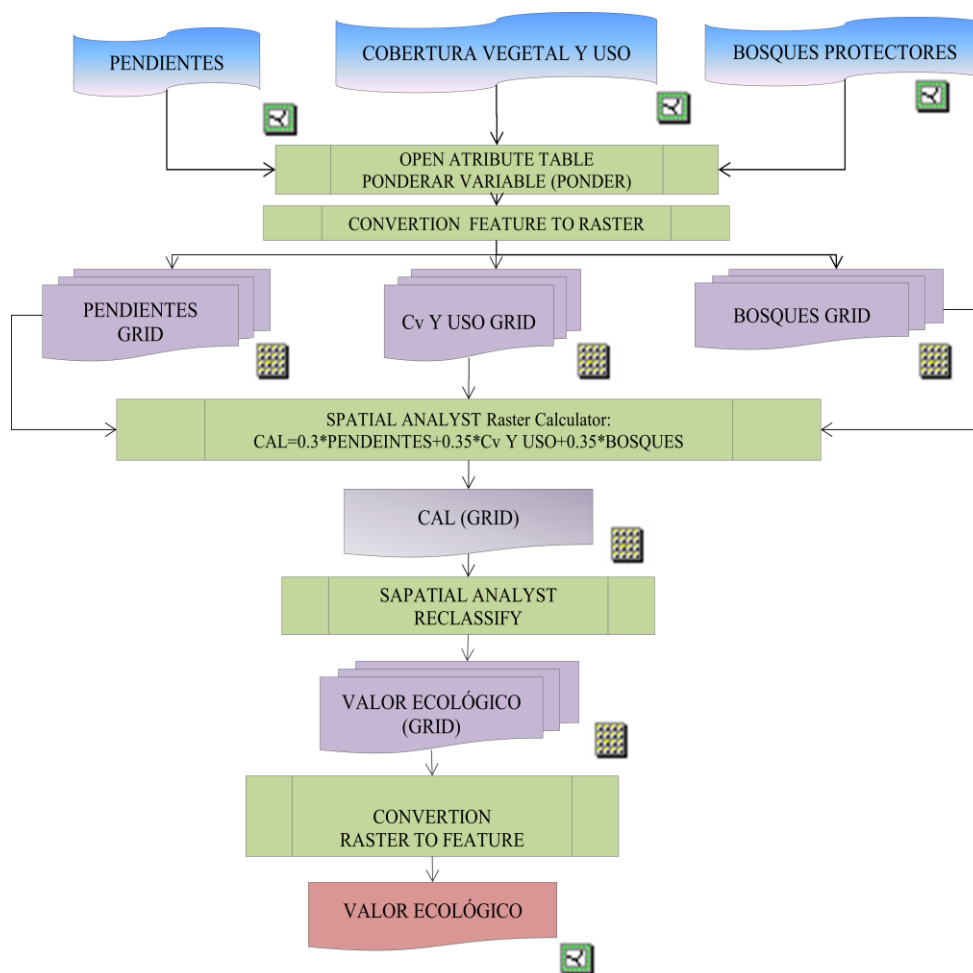 PENDIENTES
COBERTURA VEGETAL Y USO
BOSQUES PROTECTORES
OPEN ATRIBUTE TABLE
PONDERAR VARIABLE (PONDER)
CONVERTION FEATURE TO RASTER
PENDIENTES
GRID
Cv Y USO GRID
BOSQUES GRID
SPATIAL ANALYST Raster Calculator:
CAL=0.3*PENDEINTES+0.35*Cv Y USO+0.35*BOSQUES
CAL (GRID)
SAPATIAL ANALYST
RECLASSIFY
VALOR ECOLÓGICO
(GRID)
CONVERTION
RASTER TO FEATURE
VALOR ECOLÓGICO